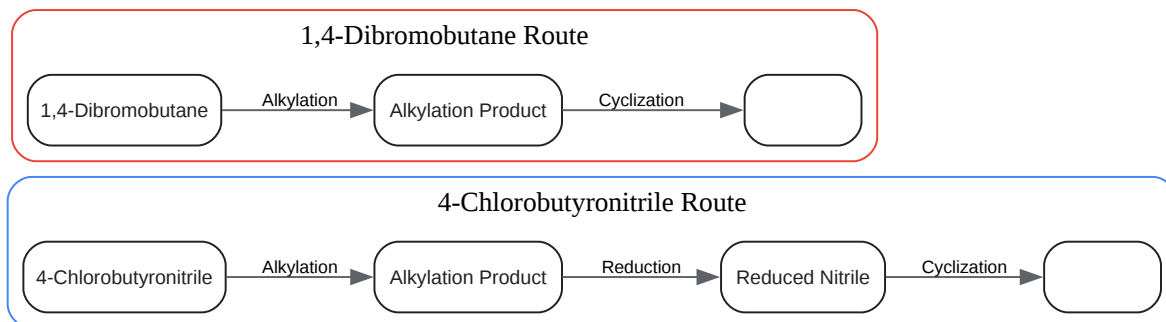 1,4-Dibromobutane Route
1,4-Dibromobutane
Alkylation
Alkylation Product
Cyclization
4-Chlorobutyronitrile Route
4-Chlorobutyronitrile
Alkylation
Alkylation Product
Reduction
Reduced Nitrile
Cyclization